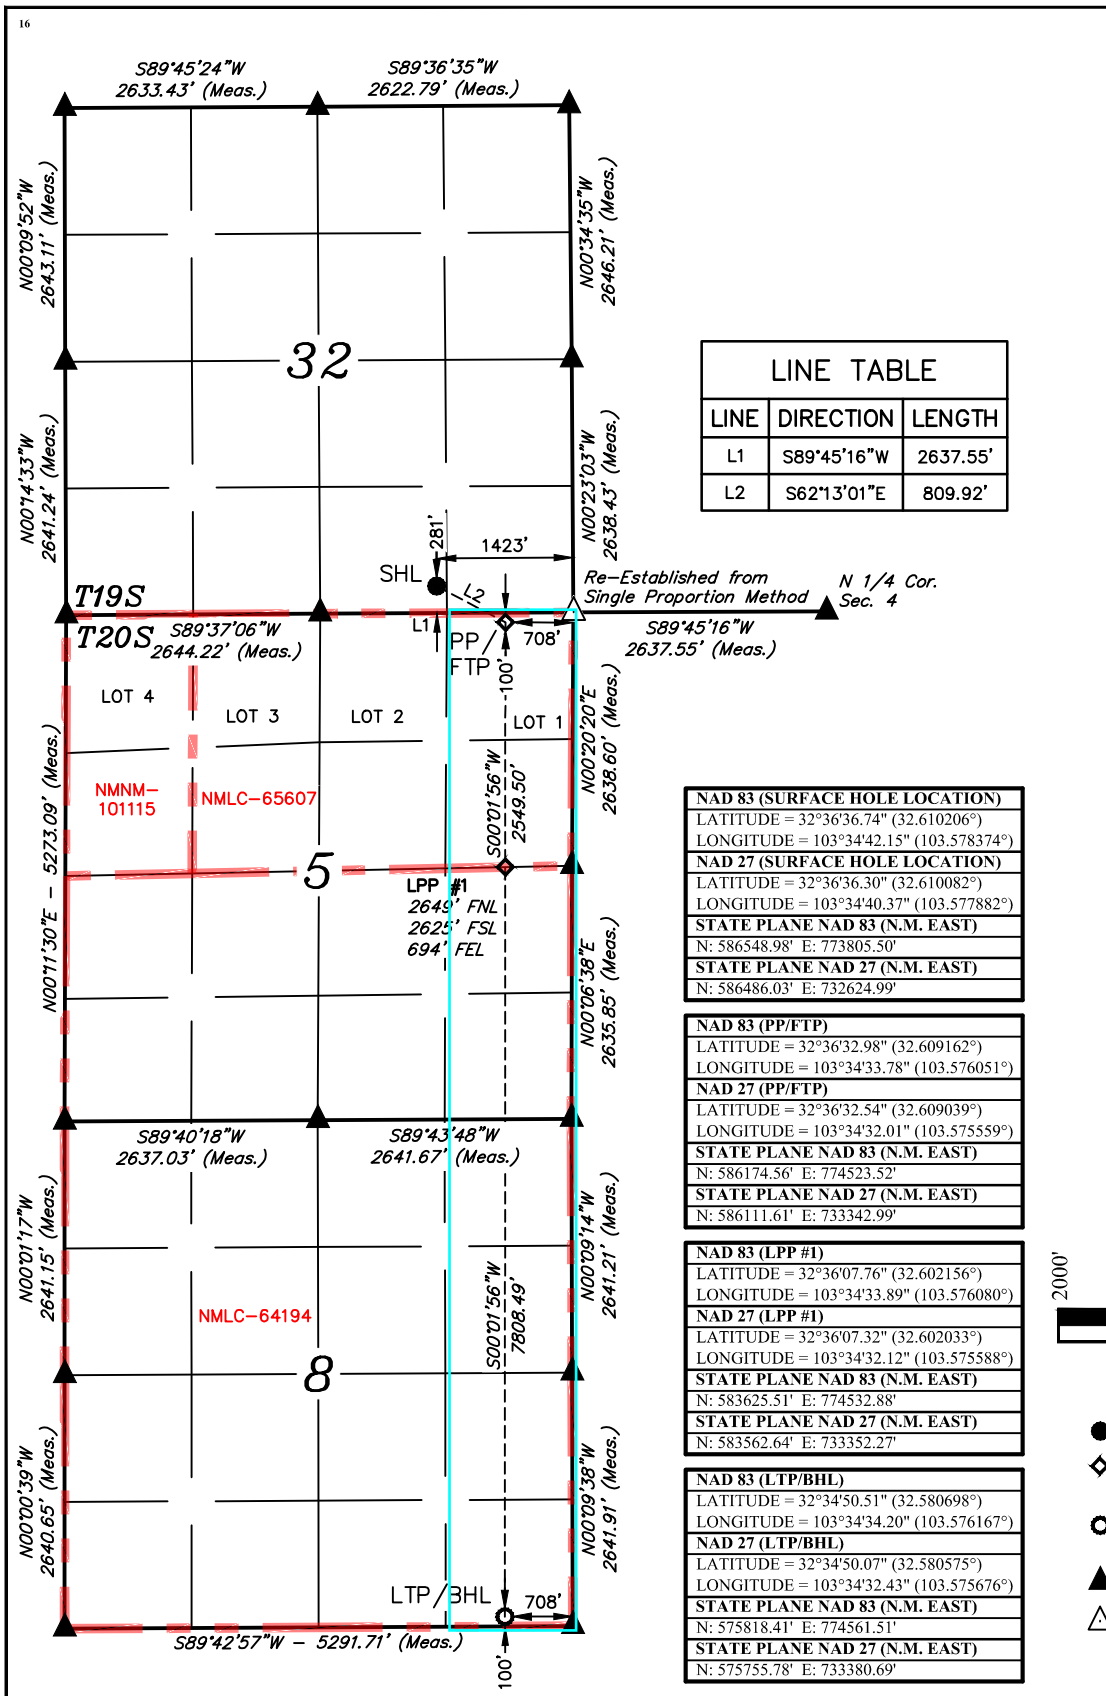 16
S89°45'24"W
2633.43' (Meas.)
S89°36'35"W
2622.79' (Meas.)
N00°09'52"W
2643.11' (Meas.)
N00°34'35"W
2646.21' (Meas.)
32
N00°14'33"W
2641.24' (Meas.)
N00°23'03"W
2638.43' (Meas.)
LINE TABLE
LINE DIRECTION LENGTH
L1 S89°45'16"W 2637.55'
L2 S62°13'01"E 809.92'
281'
1423'
SHL
L2
Re-Established from
Single Proportion Method
N 1/4 Cor.
Sec. 4
T19S
T20S
S89°37'06"W
2644.22' (Meas.)
L1
PP/
FTP
708'
100'
S89°45'16"W
2637.55' (Meas.)
LOT 4
LOT 3
LOT 2
LOT 1
N00°20'20"E
2638.60' (Meas.)
N00°11'30"E - 5273.09' (Meas.)
NMNM-
101115
NMLC-65607
S00°01'56"W
2549.50'
5
LPP #1
2649' FNL
2625' FSL
694' FEL
N00°06'38"E
2635.85' (Meas.)
S89°40'18"W
2637.03' (Meas.)
S89°43'48"W
2641.67' (Meas.)
N00°01'17"W
2641.15' (Meas.)
N00°09'14"W
2641.21' (Meas.)
NMLC-64194
S00°01'56"W
7808.49'
8
N00°00'39"W
2640.65' (Meas.)
N00°09'38"W
2641.91' (Meas.)
LTP/BHL
708'
S89°42'57"W - 5291.71' (Meas.)
100'
NAD 83 (SURFACE HOLE LOCATION)
LATITUDE = 32°36'36.74" (32.610206°)
LONGITUDE = 103°34'42.15" (103.578374°)
NAD 27 (SURFACE HOLE LOCATION)
LATITUDE = 32°36'36.30" (32.610082°)
LONGITUDE = 103°34'40.37" (103.577882°)
STATE PLANE NAD 83 (N.M. EAST)
N: 586548.98' E: 773805.50'
STATE PLANE NAD 27 (N.M. EAST)
N: 586486.03' E: 732624.99'
NAD 83 (PP/FTP)
LATITUDE = 32°36'32.98" (32.609162°)
LONGITUDE = 103°34'33.78" (103.576051°)
NAD 27 (PP/FTP)
LATITUDE = 32°36'32.54" (32.609039°)
LONGITUDE = 103°34'32.01" (103.575559°)
STATE PLANE NAD 83 (N.M. EAST)
N: 586174.56' E: 774523.52'
STATE PLANE NAD 27 (N.M. EAST)
N: 586111.61' E: 733342.99'
NAD 83 (LPP #1)
LATITUDE = 32°36'07.76" (32.602156°)
LONGITUDE = 103°34'33.89" (103.576080°)
NAD 27 (LPP #1)
LATITUDE = 32°36'07.32" (32.602033°)
LONGITUDE = 103°34'32.12" (103.575588°)
STATE PLANE NAD 83 (N.M. EAST)
N: 583625.51' E: 774532.88'
STATE PLANE NAD 27 (N.M. EAST)
N: 583562.64' E: 733352.27'
NAD 83 (LTP/BHL)
LATITUDE = 32°34'50.51" (32.580698°)
LONGITUDE = 103°34'34.20" (103.576167°)
NAD 27 (LTP/BHL)
LATITUDE = 32°34'50.07" (32.580575°)
LONGITUDE = 103°34'32.43" (103.575676°)
STATE PLANE NAD 83 (N.M. EAST)
N: 575818.41' E: 774561.51'
STATE PLANE NAD 27 (N.M. EAST)
N: 575755.78' E: 733380.69'
2000'